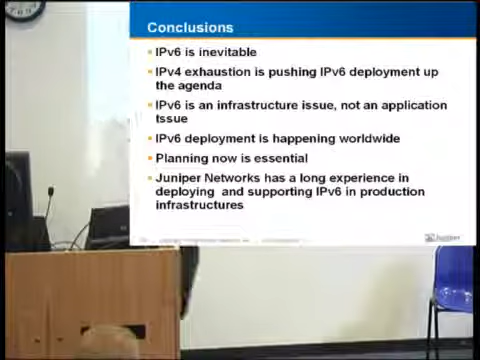 Conclusions
IPv6 is inevitable
IPv4 exhaustion is pushing IPv6 deployment up
the agenda
IPv6 is an infrastructure issue, not an application
issue
IPv6 deployment is happening worldwide
Planning now is essential
Juniper Networks has a long experience in
deploying and supporting IPv6 in production
infrastructures
Juniper